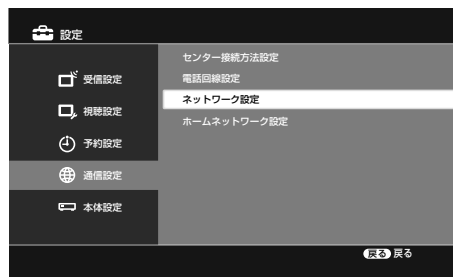 設定
受信設定
視聴設定
予約設定
通信設定
本体設定
センター接続方法設定
電話回線設定
ネットワーク設定
ホームネットワーク設定
戻る 戻る